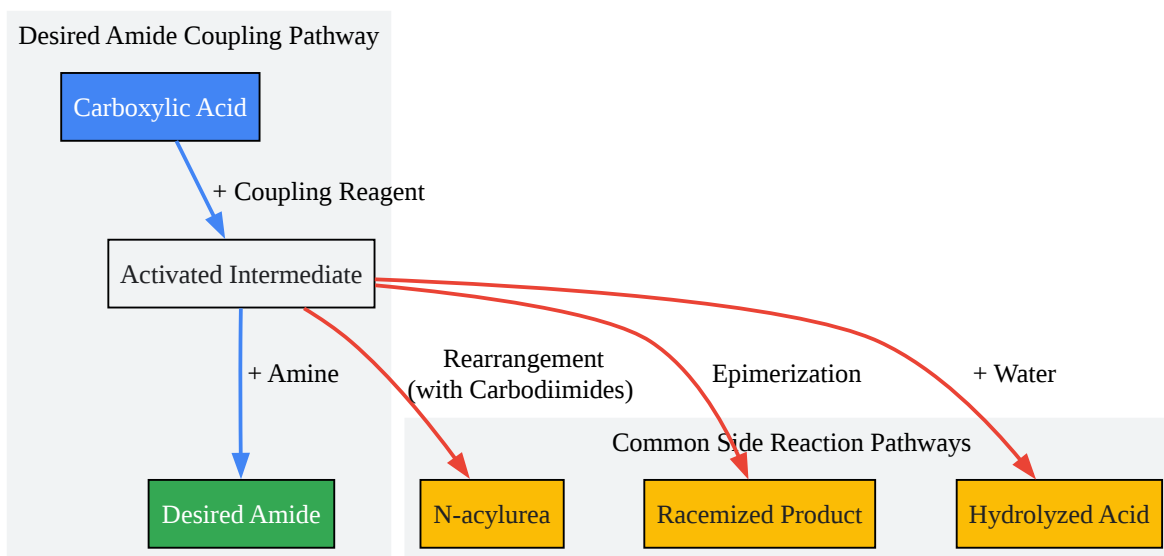 Desired Amide Coupling Pathway
Carboxylic Acid
+ Coupling Reagent
Activated Intermediate
+ Amine
Rearrangement
(with Carbodiimides)
Epimerization
+ Water
Common Side Reaction Pathways
Desired Amide
N-acylurea
Racemized Product
Hydrolyzed Acid